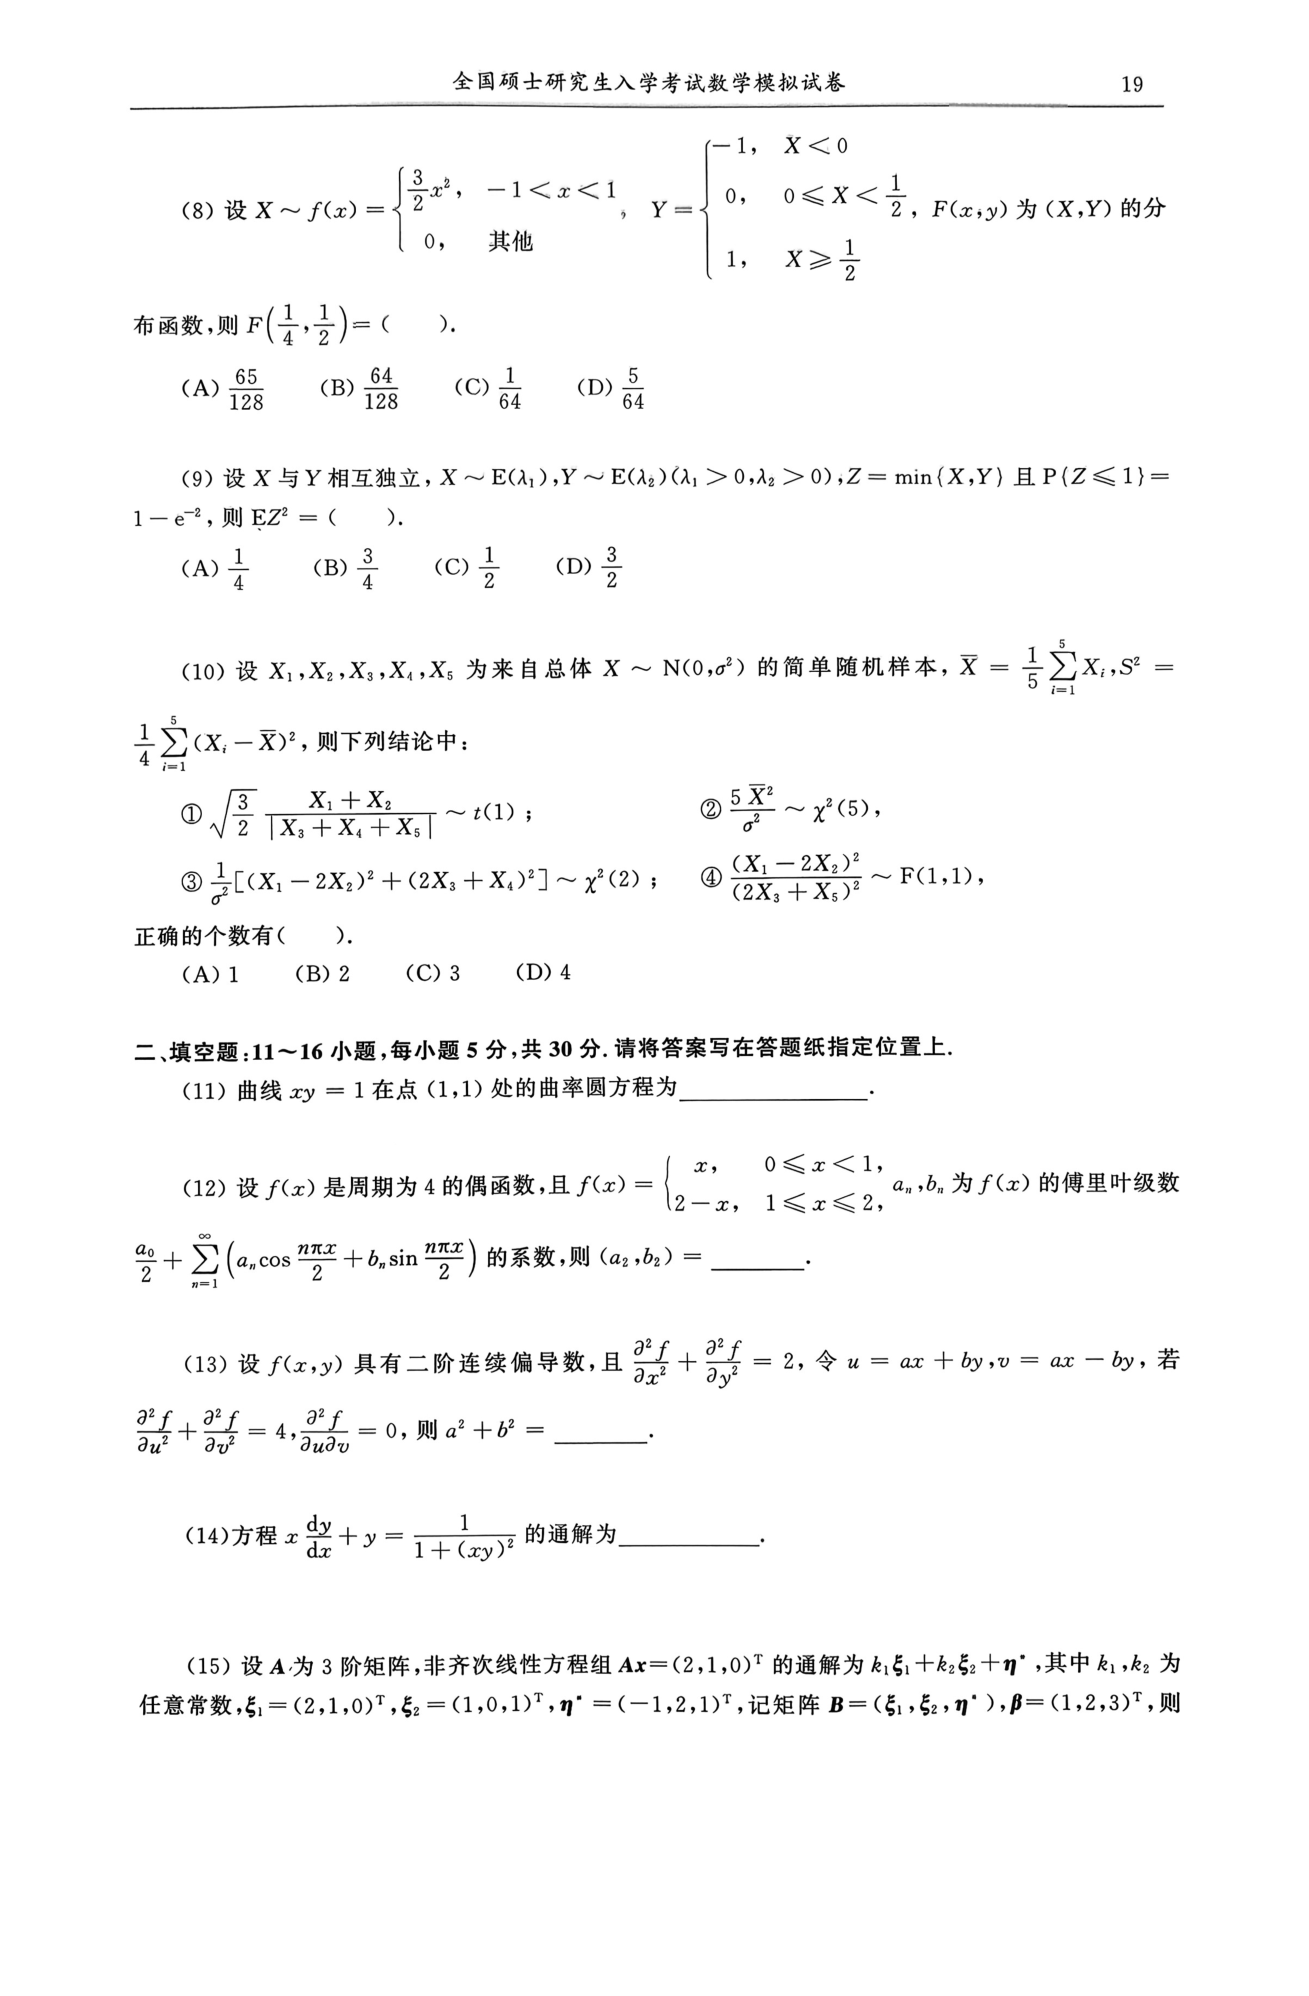 全国硕士研究生入学考试数学模拟试卷 19
(8) 设 X ~ f(x) = { 3/2 x², −1<x<1; 0, 其他, Y = { −1, X<0; 0, 0⩽X<1/2; 1, X⩾1/2, F(x,y) 为 (X,Y) 的分
布函数,则 F(1/4, 1/2) = (    ).
(A) 65/128 (B) 64/128 (C) 1/64 (D) 5/64
(9) 设 X 与 Y 相互独立, X ~ E(λ₁), Y ~ E(λ₂)(λ₁>0,λ₂>0), Z = min{X,Y} 且 P{Z⩽1} =
1−e⁻², 则 EZ² = (    ).
(A) 1/4 (B) 3/4 (C) 1/2 (D) 3/2
(10) 设 X₁,X₂,X₃,X₄,X₅ 为来自总体 X ~ N(0,σ²) 的简单随机样本, X̄ = 1/5 ∑_{i=1}^{5} Xᵢ, S² =
1/4 ∑_{i=1}^{5} (Xᵢ−X̄)², 则下列结论中:
① √(3/2) (X₁+X₂)/|X₃+X₄+X₅| ~ t(1); ② 5X̄²/σ² ~ χ²(5),
③ 1/σ² [(X₁−2X₂)²+(2X₃+X₄)²] ~ χ²(2); ④ (X₁−2X₂)²/(2X₃+X₅)² ~ F(1,1),
正确的个数有(    ).
(A) 1 (B) 2 (C) 3 (D) 4
二、填空题:11~16 小题,每小题 5 分,共 30 分.请将答案写在答题纸指定位置上.
(11) 曲线 xy = 1 在点 (1,1) 处的曲率圆方程为________.
(12) 设 f(x) 是周期为 4 的偶函数,且 f(x) = { x, 0⩽x<1, 2−x, 1⩽x⩽2, aₙ,bₙ 为 f(x) 的傅里叶级数
a₀/2 + ∑_{n=1}^{∞} (aₙcos nπx/2 + bₙsin nπx/2) 的系数,则 (a₂,b₂) = ________.
(13) 设 f(x,y) 具有二阶连续偏导数,且 ∂²f/∂x² + ∂²f/∂y² = 2, 令 u = ax + by, v = ax − by, 若
∂²f/∂u² + ∂²f/∂v² = 4, ∂²f/∂u∂v = 0, 则 a²+b² = ________.
(14)方程 x dy/dx + y = 1/(1+(xy)²) 的通解为________.
(15) 设 A 为 3 阶矩阵,非齐次线性方程组 Ax=(2,1,0)ᵀ 的通解为 k₁ξ₁+k₂ξ₂+η*,其中 k₁,k₂ 为
任意常数,ξ₁=(2,1,0)ᵀ,ξ₂=(1,0,1)ᵀ,η*=(−1,2,1)ᵀ,记矩阵 B=(ξ₁,ξ₂,η*),β=(1,2,3)ᵀ,则